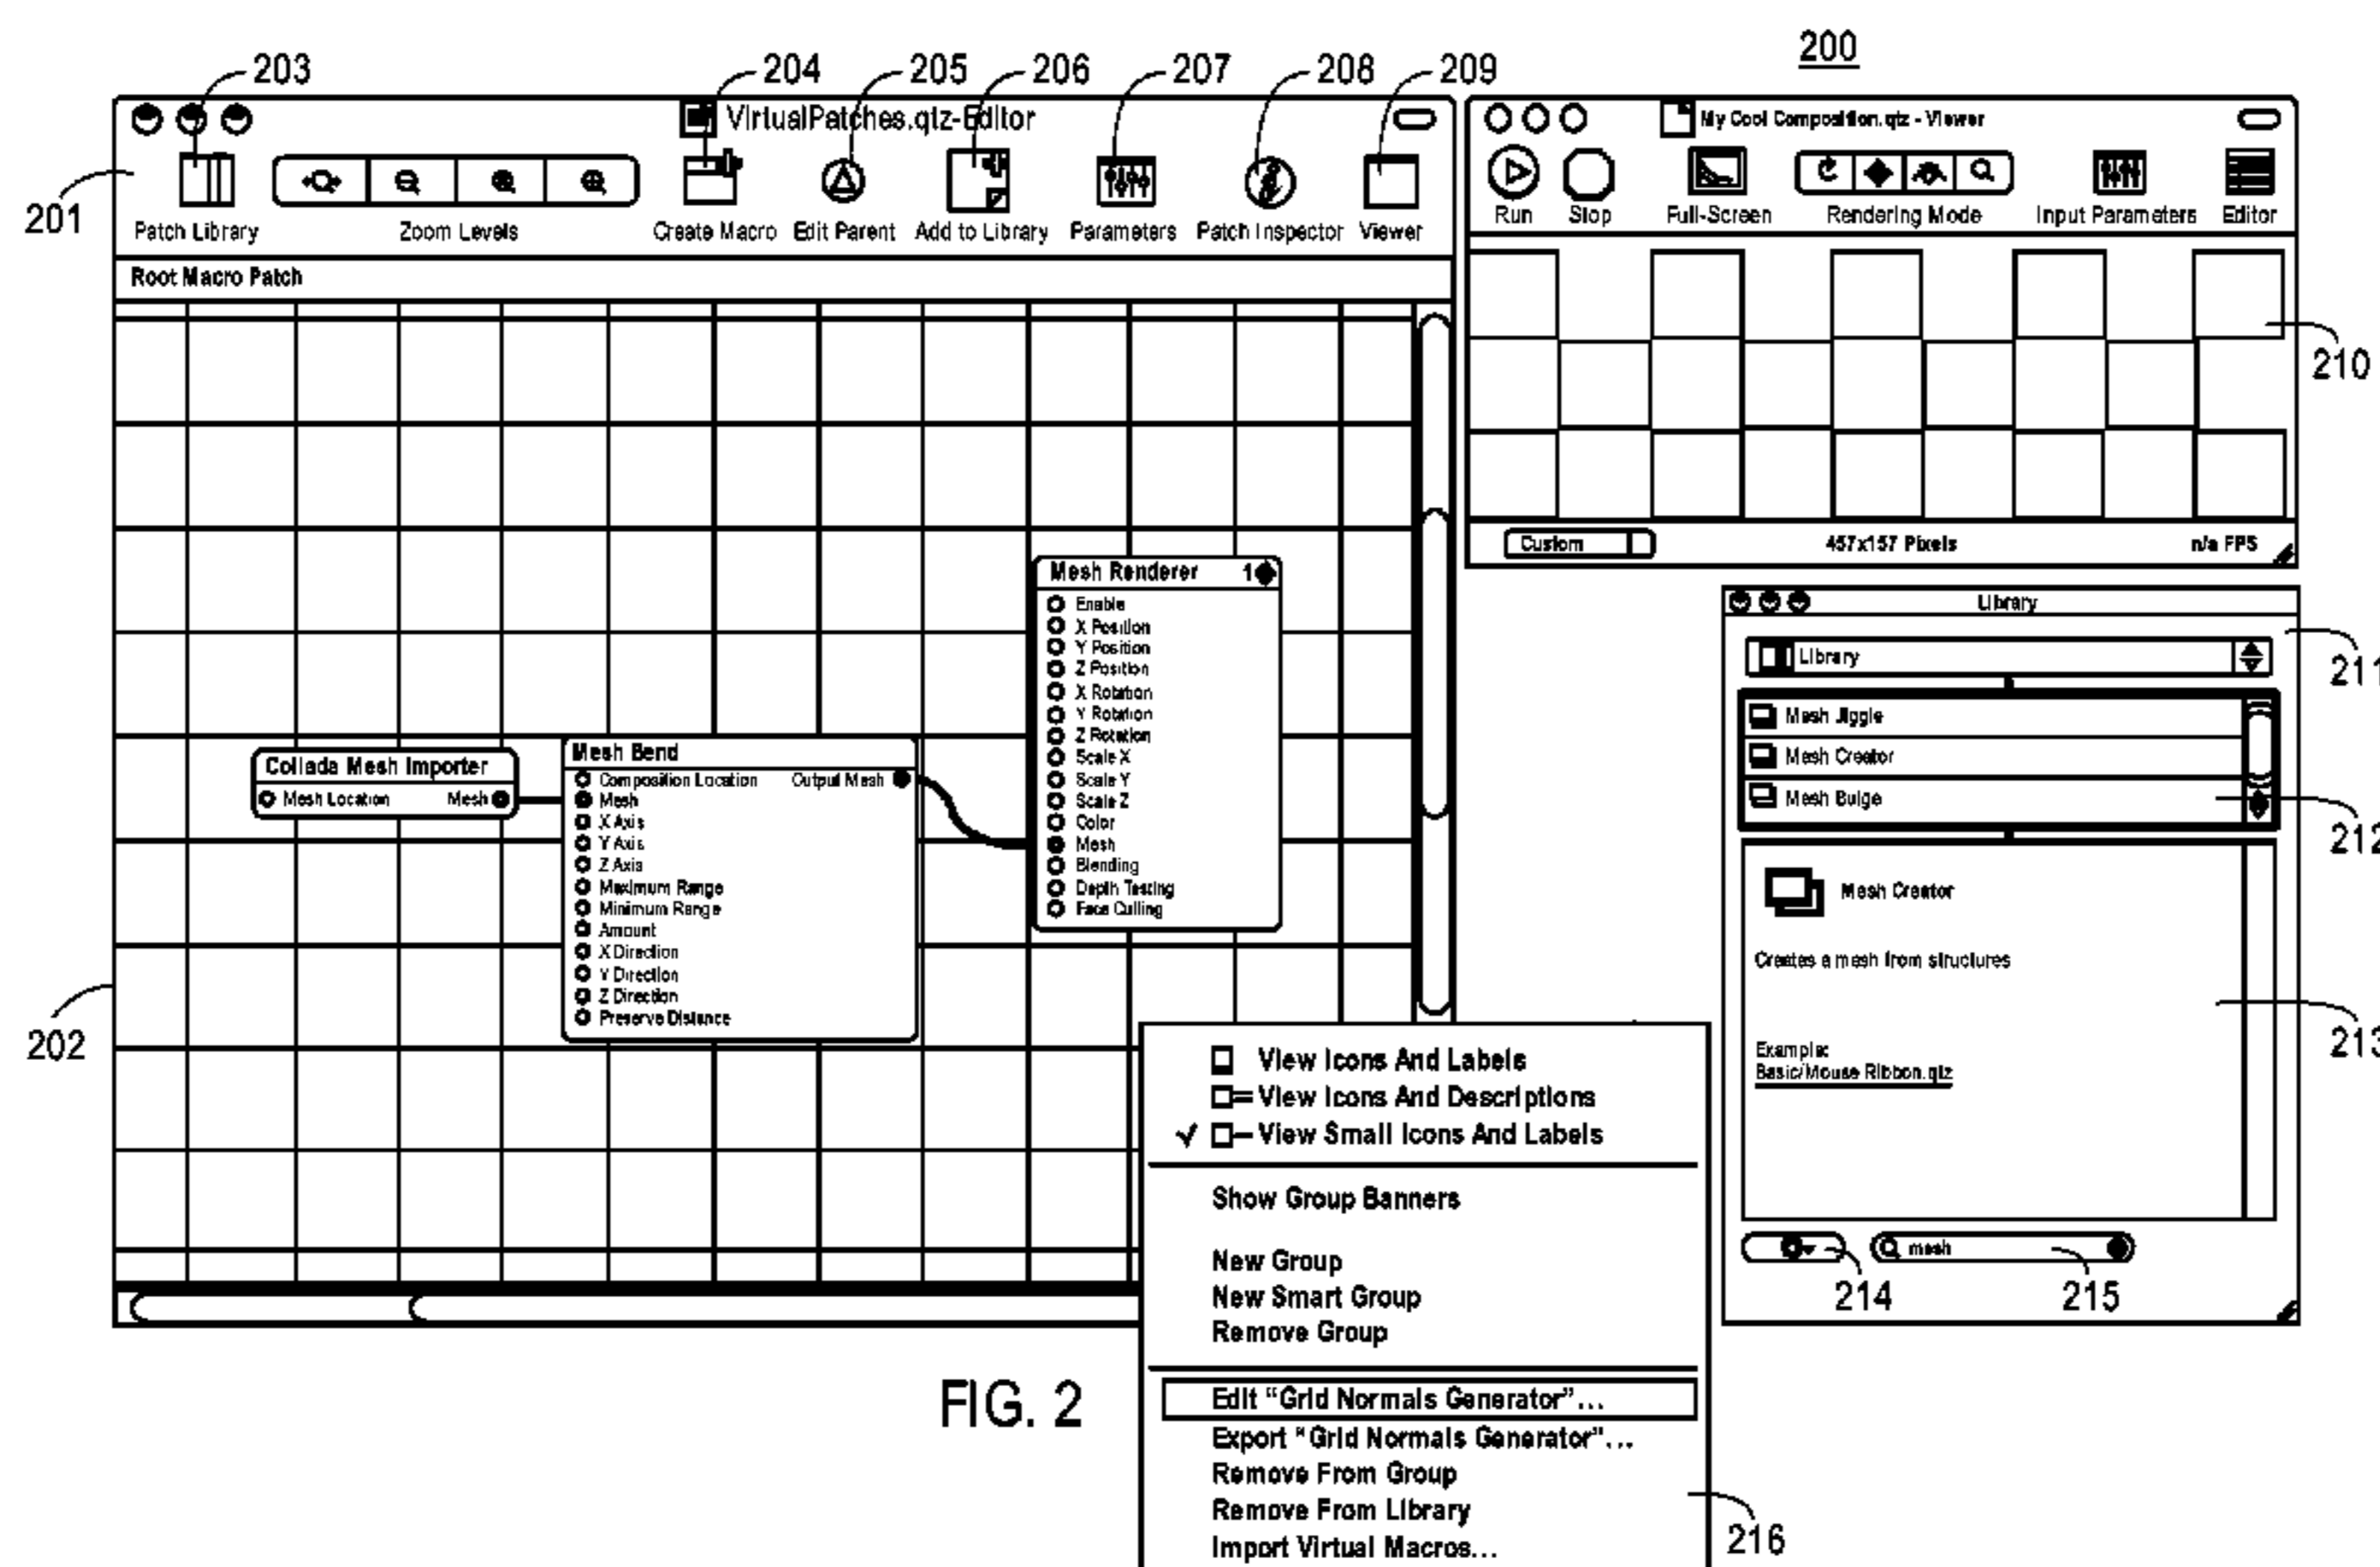 200
203
204
205
206
207
208
209
VirtualPatches.qtz-Editor
My Cool Composition.qtz - Viewer
201
Patch Library
Zoom Levels
Create Macro
Edit Parent
Add to Library
Parameters
Patch Inspector
Viewer
Run
Stop
Full-Screen
Rendering Mode
Input Parameters
Editor
Root Macro Patch
210
Custom
457x157 Pixels
n/a FPS
Mesh Renderer 1
Enable
X Position
Y Position
Z Position
X Rotation
Y Rotation
Z Rotation
Scale X
Scale Y
Scale Z
Color
Mesh
Blending
Depth Testing
Face Culling
Collada Mesh Importer
Mesh Location Mesh
Mesh Bend
Composition Location Output Mesh
Mesh
X Axis
Y Axis
Z Axis
Maximum Range
Minimum Range
Amount
X Direction
Y Direction
Z Direction
Preserve Distance
202
Library
211
Library
Mesh Jiggle
Mesh Creator
Mesh Bulge
212
Mesh Creator
Creates a mesh from structures
213
Example:
Basic/Mouse Ribbon.qtz
mesh
214
215
View Icons And Labels
View Icons And Descriptions
View Small Icons And Labels
Show Group Banners
New Group
New Smart Group
Remove Group
Edit “Grid Normals Generator”...
Export “Grid Normals Generator”...
Remove From Group
Remove From Library
Import Virtual Macros...
216
FIG. 2